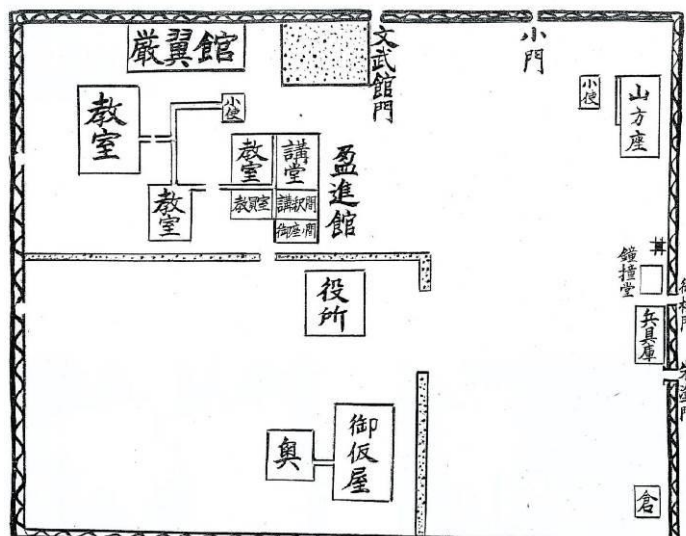 厳翼館
文武館門
小門
教室
小使
小使
山方座
教室
教室
講堂
盈進館
教員室
講釈間
御座ノ間
鐘撞堂
役所
兵具庫
奥
御仮屋
倉